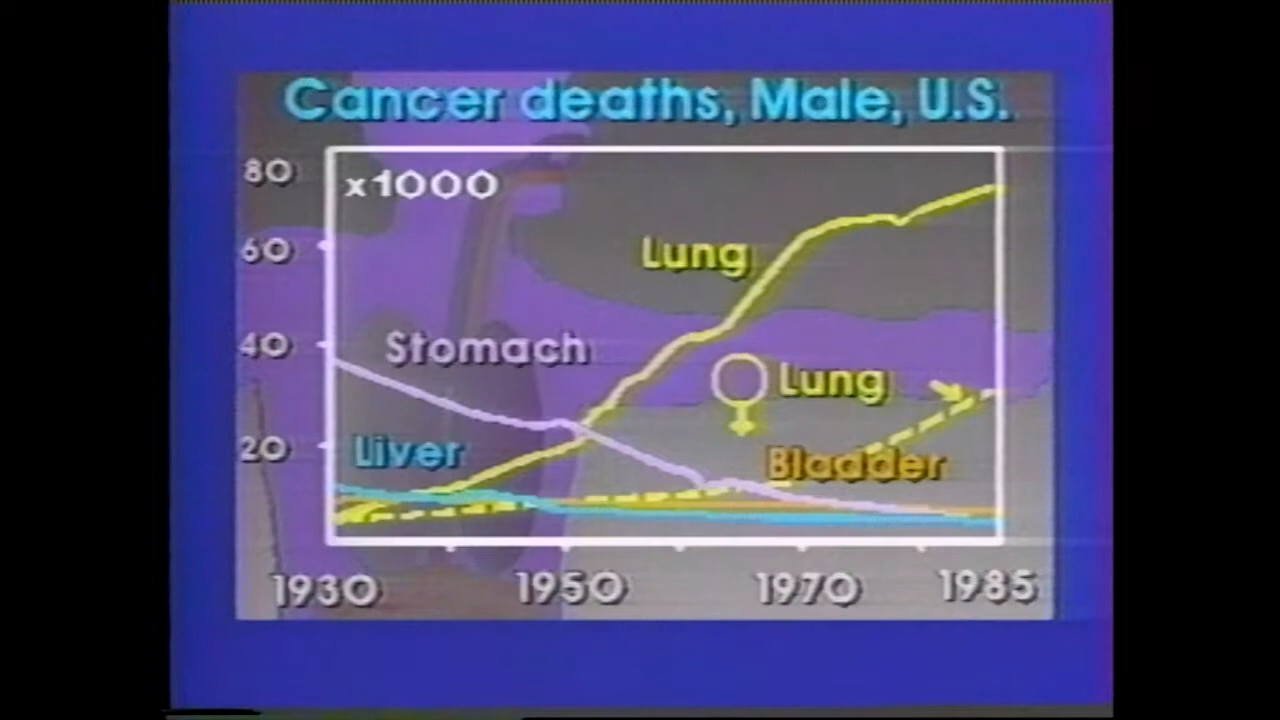 Cancer deaths, Male, U.S.
80
x1000
60
Lung
40
Stomach
Lung
20
Liver
Bladder
1930 1950 1970 1985